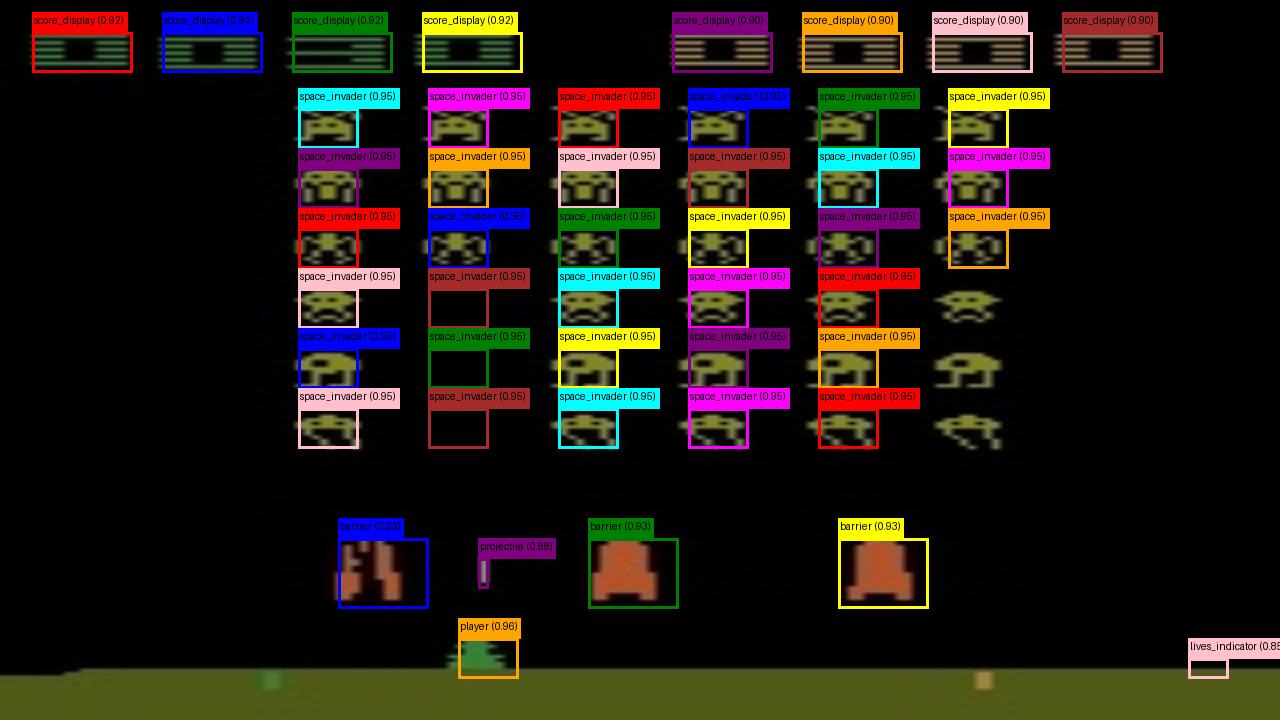 score_display (0.92) score_display (0.92) score_display (0.92) score_display (0.92) score_display (0.90) score_display (0.90) score_display (0.90) score_display (0.90)
space_invader (0.95) space_invader (0.95) space_invader (0.95) space_invader (0.95) space_invader (0.95) space_invader (0.95)
space_invader (0.95) space_invader (0.95) space_invader (0.95) space_invader (0.95) space_invader (0.95) space_invader (0.95)
space_invader (0.95) space_invader (0.95) space_invader (0.95) space_invader (0.95) space_invader (0.95) space_invader (0.95)
space_invader (0.95) space_invader (0.95) space_invader (0.95) space_invader (0.95) space_invader (0.95)
space_invader (0.95) space_invader (0.95) space_invader (0.95) space_invader (0.95) space_invader (0.95)
space_invader (0.95) space_invader (0.95) space_invader (0.95) space_invader (0.95) space_invader (0.95)
barrier (0.93) barrier (0.93) barrier (0.93)
projectile (0.88)
player (0.96)
lives_indicator (0.85